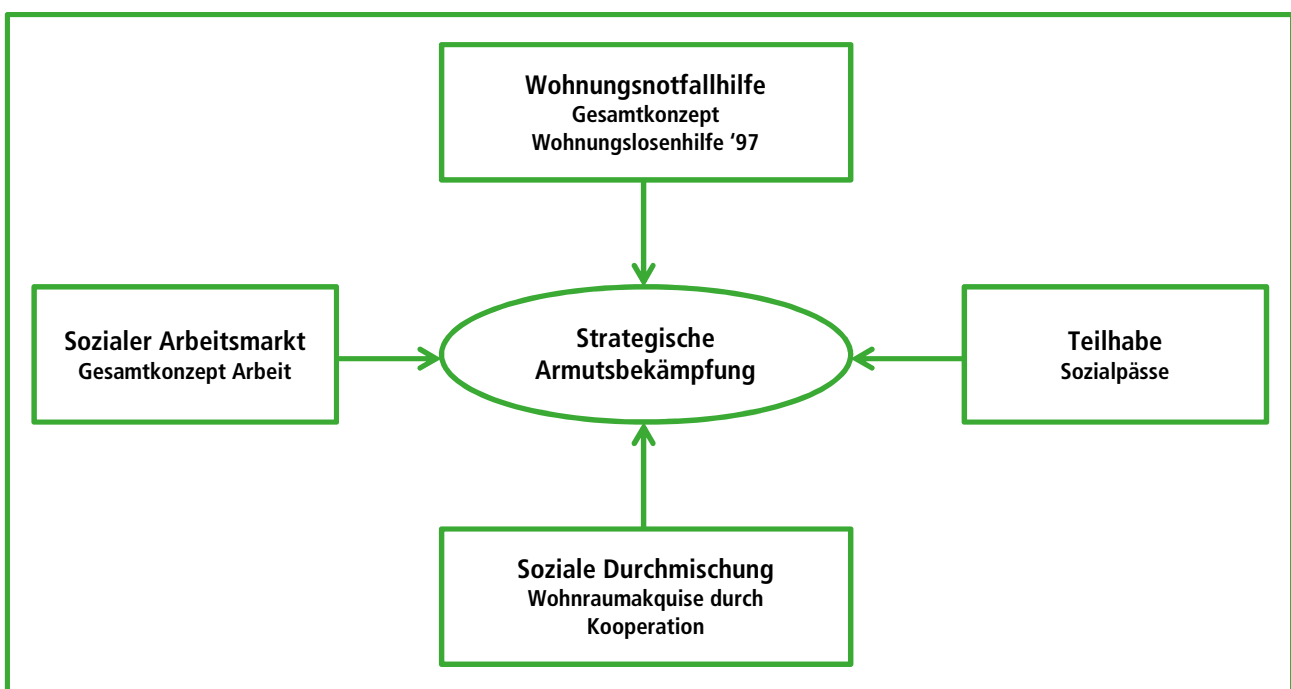 Wohnungsnotfallhilfe
Gesamtkonzept
Wohnungslosenhilfe ‘97
Sozialer Arbeitsmarkt
Gesamtkonzept Arbeit
Strategische
Armutsbekämpfung
Teilhabe
Sozialpässe
Soziale Durchmischung
Wohnraumakquise durch
Kooperation